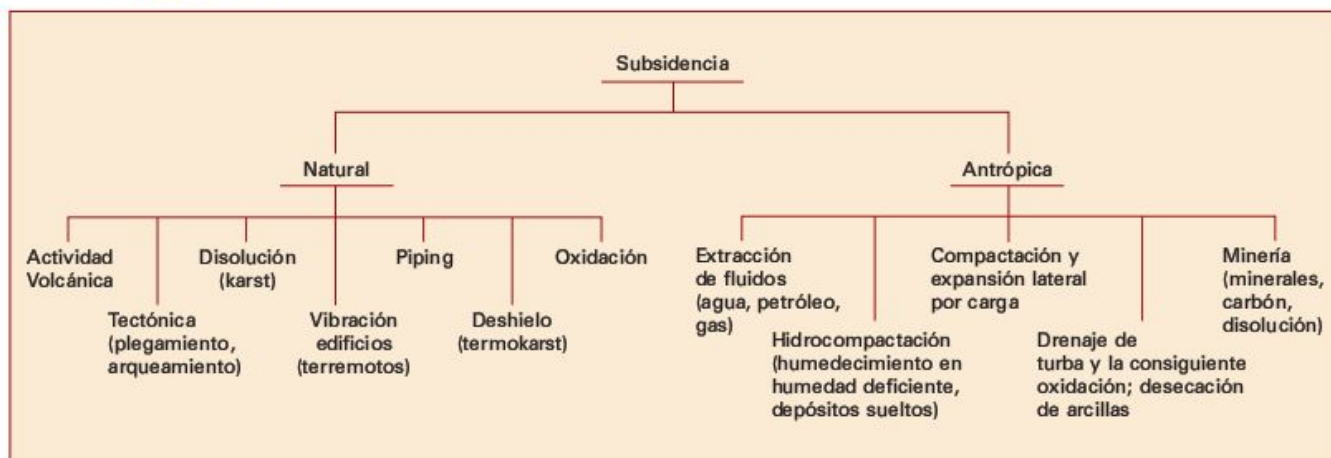 Subsidencia
Natural
Antrópica
Actividad
Volcánica
Tectónica
(plegamiento,
arqueamiento)
Disolución
(karst)
Vibración
edificios
(terremotos)
Piping
Deshielo
(termokarst)
Oxidación
Extracción
de fluidos
(agua, petróleo,
gas)
Hidrocompactación
(humedecimiento en
humedad deficiente,
depósitos sueltos)
Compactación y
expansión lateral
por carga
Drenaje de
turba y la consiguiente
oxidación; desecación
de arcillas
Minería
(minerales,
carbón,
disolución)